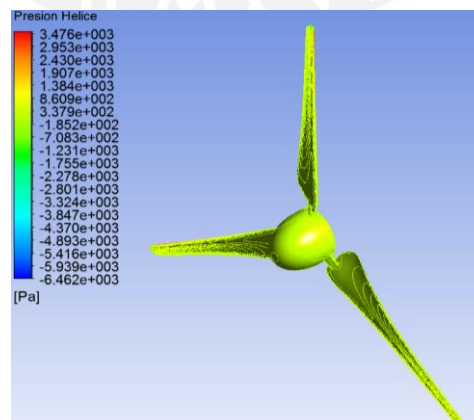 Presion Helice
3.476e+003
2.953e+003
2.430e+003
1.907e+003
1.384e+003
8.609e+002
3.379e+002
-1.852e+002
-7.083e+002
-1.231e+003
-1.755e+003
-2.278e+003
-2.801e+003
-3.324e+003
-3.847e+003
-4.370e+003
-4.893e+003
-5.416e+003
-5.939e+003
-6.462e+003
[Pa]